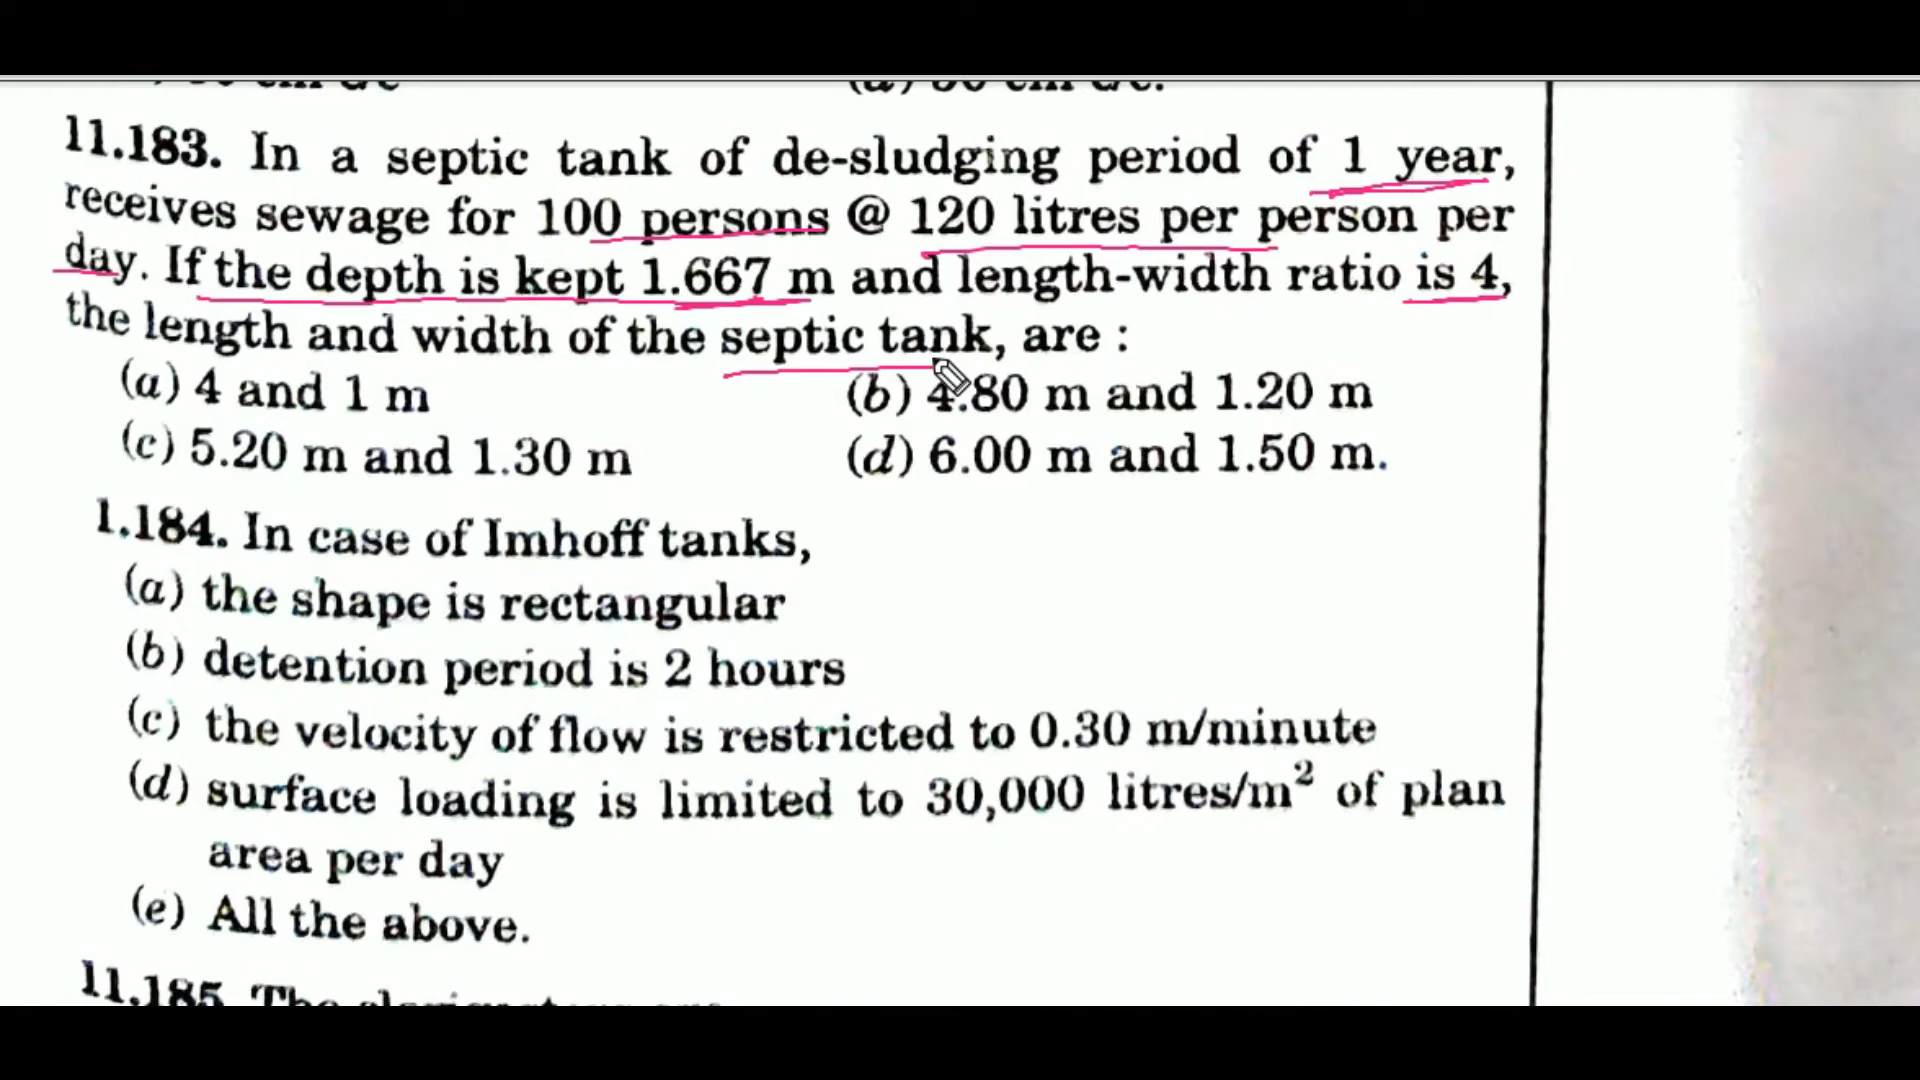 11.183. In a septic tank of de-sludging period of 1 year,
receives sewage for 100 persons @ 120 litres per person per
day. If the depth is kept 1.667 m and length-width ratio is 4,
the length and width of the septic tank, are :
(a) 4 and 1 m (b) 4.80 m and 1.20 m
(c) 5.20 m and 1.30 m (d) 6.00 m and 1.50 m.
1.184. In case of Imhoff tanks,
(a) the shape is rectangular
(b) detention period is 2 hours
(c) the velocity of flow is restricted to 0.30 m/minute
(d) surface loading is limited to 30,000 litres/m² of plan
area per day
(e) All the above.
11.185. The